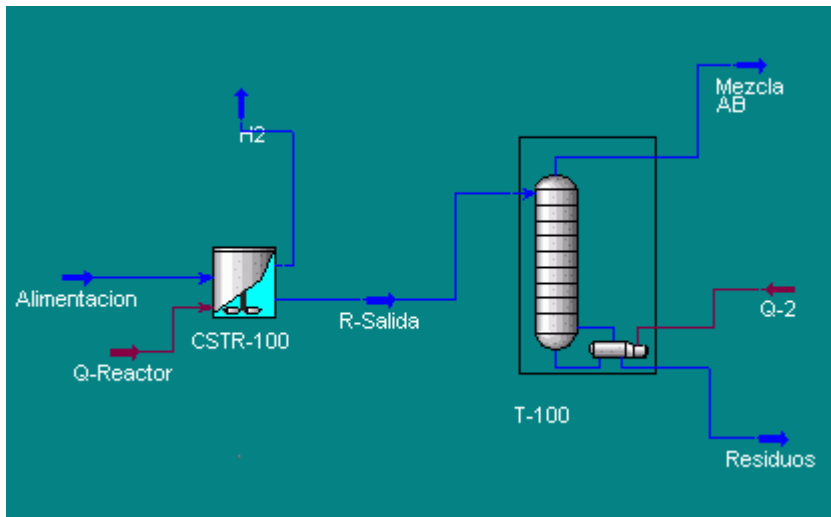 Mezcla
AB
H2
Alimentacion
CSTR-100
R-Salida
Q-2
Q-Reactor
T-100
Residuos